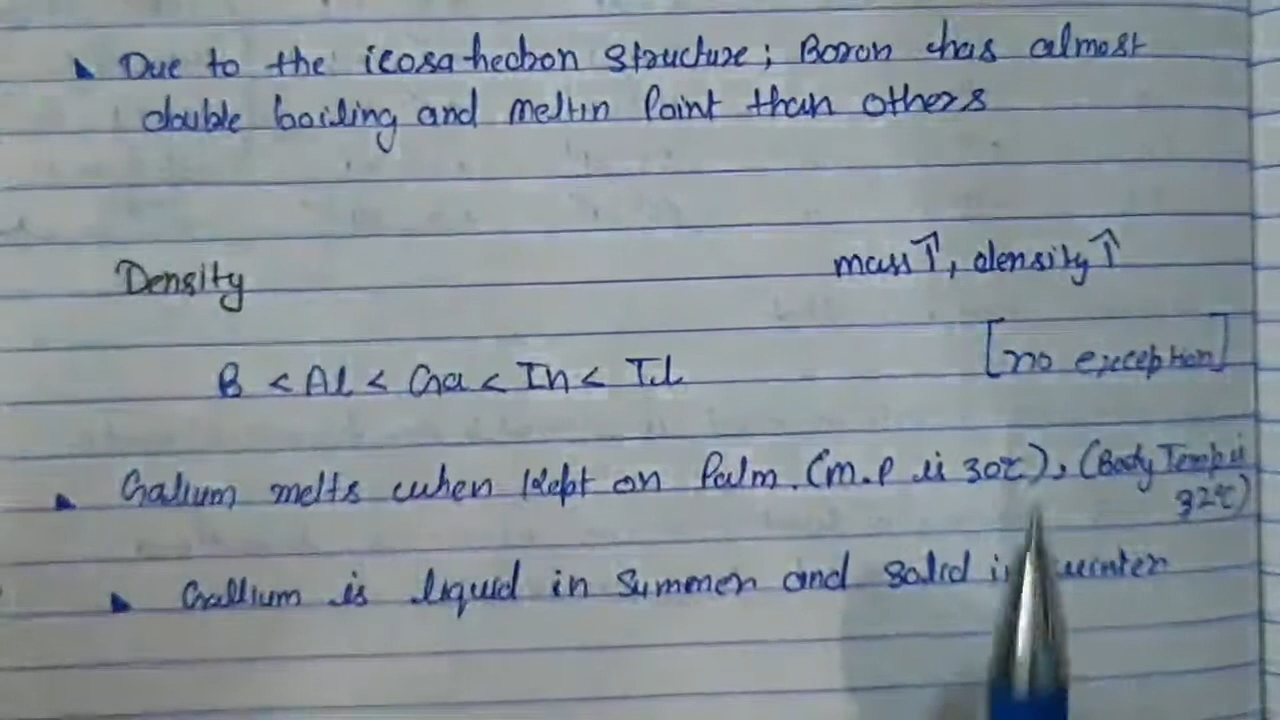 Due to the icosahedron structure; Boron has almost
double boiling and meltin Point than others
Density
mass↑, density↑
B < Al < Ga < In < Tl
[no exception]
Galium melts when kept on Palm. (m.p is 30℃), (Body Temp is
32℃)
Gallium is liquid in Summer and solid in winter